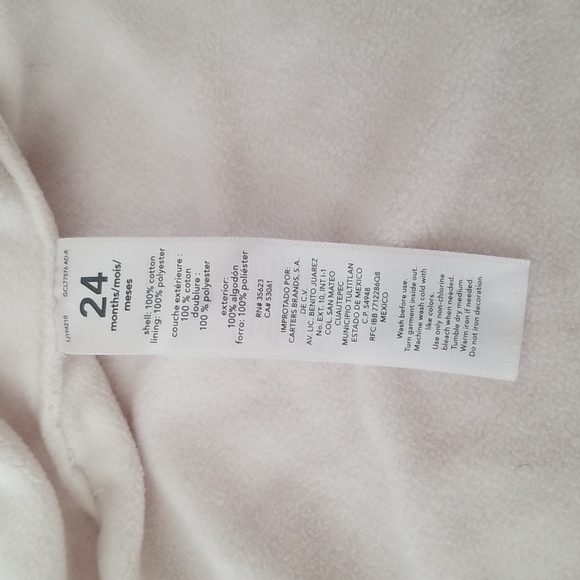 1J144210 GCL177576 AD-R
24
months/mois/
meses
shell: 100% cotton
lining: 100% polyester
couche extérieure :
100 % coton
doublure :
100 % polyester
exterior:
100% algodón
forro: 100% poliéster
RN# 35623
CA# 53061
IMPROTADO POR:
CARTERS BRANDS, S.A.
DE C.V.
AV, LIC. BENITO JUAREZ
No. EXT. 10, INT E-1
COL. SAN MATEO
CUAUTEPEC
MUNICIPIO TULTITLAN
ESTADO DE MEXICO
C.P. 54948
RFC IBB 7712286Q8
MEXICO
Wash before use.
Turn garment inside out.
Machine wash cold with
like colors.
Use only non-chlorine
bleach when needed.
Tumble dry medium.
Warm iron if needed.
Do not iron decoration.